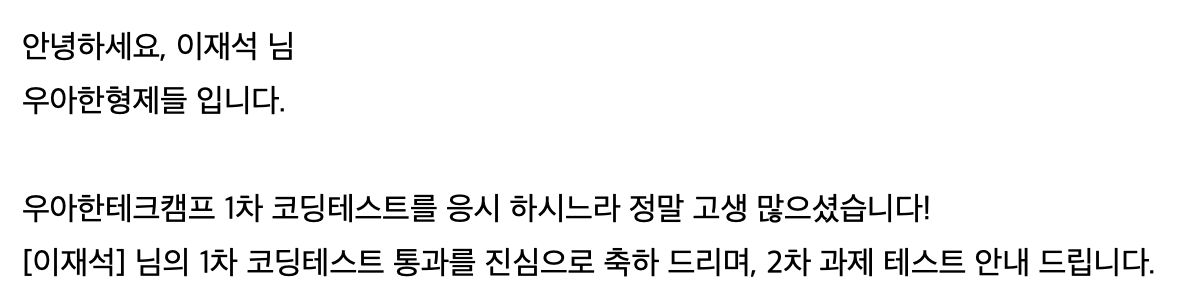 안녕하세요, 이재석 님
우아한형제들 입니다.
우아한테크캠프 1차 코딩테스트를 응시 하시느라 정말 고생 많으셨습니다!
[이재석] 님의 1차 코딩테스트 통과를 진심으로 축하 드리며, 2차 과제 테스트 안내 드립니다.